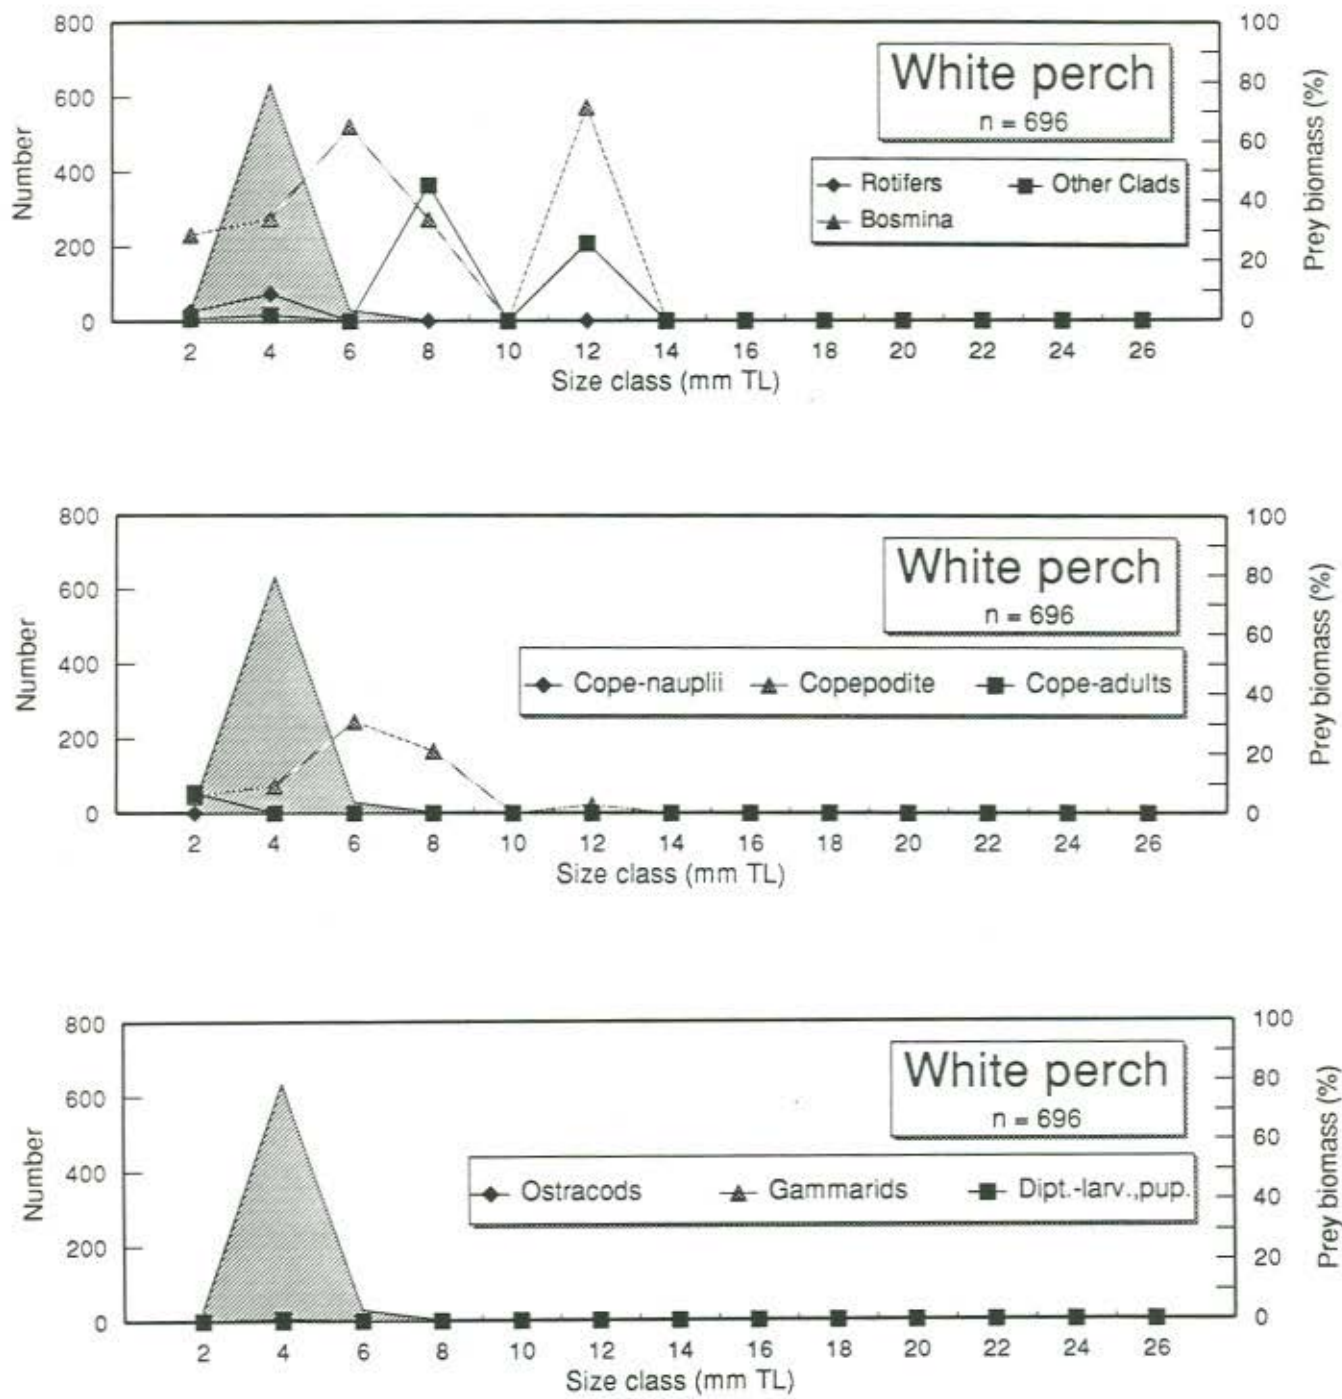 800
600
400
200
0
Number
100
80
60
40
20
0
Prey biomass (%)
White perch
n = 696
Rotifers Other Clads
Bosmina
2 4 6 8 10 12 14 16 18 20 22 24 26
Size class (mm TL)
800
600
400
200
0
Number
100
80
60
40
20
0
Prey biomass (%)
White perch
n = 696
Cope-nauplii Copepodite Cope-adults
2 4 6 8 10 12 14 16 18 20 22 24 26
Size class (mm TL)
800
600
400
200
0
Number
100
80
60
40
20
0
Prey biomass (%)
White perch
n = 696
Ostracods Gammarids Dipt.-larv.,pup.
2 4 6 8 10 12 14 16 18 20 22 24 26
Size class (mm TL)